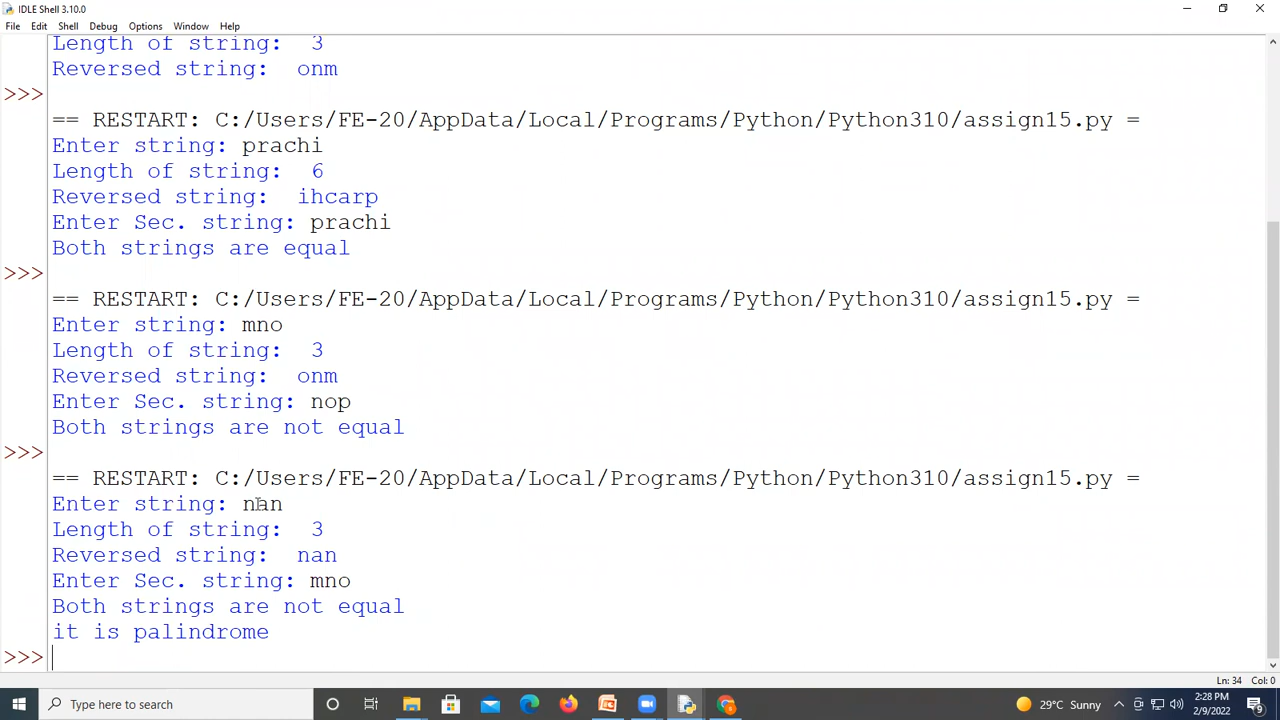 IDLE Shell 3.10.0
File Edit Shell Debug Options Window Help
Length of string:  3
Reversed string:  onm
>>>
== RESTART: C:/Users/FE-20/AppData/Local/Programs/Python/Python310/assign15.py =
Enter string: prachi
Length of string:  6
Reversed string:  ihcarp
Enter Sec. string: prachi
Both strings are equal
>>>
== RESTART: C:/Users/FE-20/AppData/Local/Programs/Python/Python310/assign15.py =
Enter string: mno
Length of string:  3
Reversed string:  onm
Enter Sec. string: nop
Both strings are not equal
>>>
== RESTART: C:/Users/FE-20/AppData/Local/Programs/Python/Python310/assign15.py =
Enter string: nan
Length of string:  3
Reversed string:  nan
Enter Sec. string: mno
Both strings are not equal
it is palindrome
>>>
Ln: 34 Col: 0
Type here to search
29°C Sunny
2:28 PM
2/9/2022
9